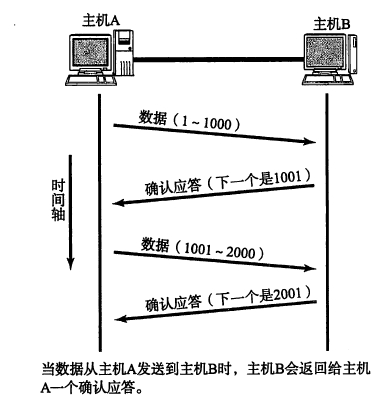 主机A
主机B
数据（1～1000）
确认应答（下一个是1001）
时间轴
数据（1001～2000）
确认应答（下一个是2001）
当数据从主机A发送到主机B时，主机B会返回给主机
A一个确认应答。